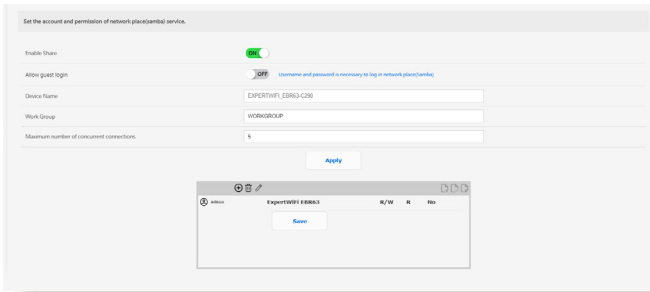 Set the account and permission of network place(samba) service.
Enable Share ON
Allow guest login OFF Username and password is necessary to log in network place(Samba)
Device Name EXPERTWIFI_EBR63-C290
Work Group WORKGROUP
Maximum number of concurrent connections 5
Apply
admin ExpertWiFi EBR63 R/W R No
Save